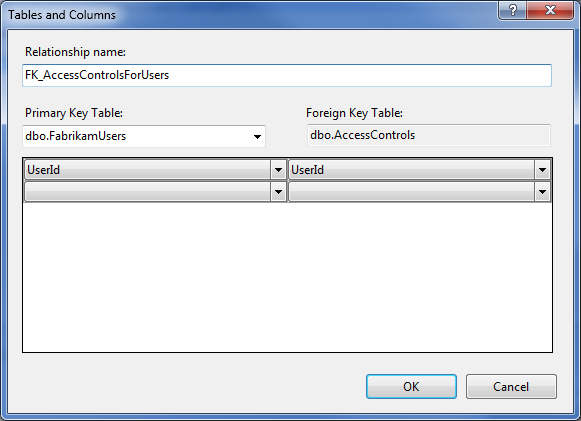 Tables and Columns
?
Relationship name:
FK_AccessControlsForUsers
Primary Key Table:
Foreign Key Table:
dbo.FabrikamUsers
dbo.AccessControls
UserId
UserId
OK
Cancel